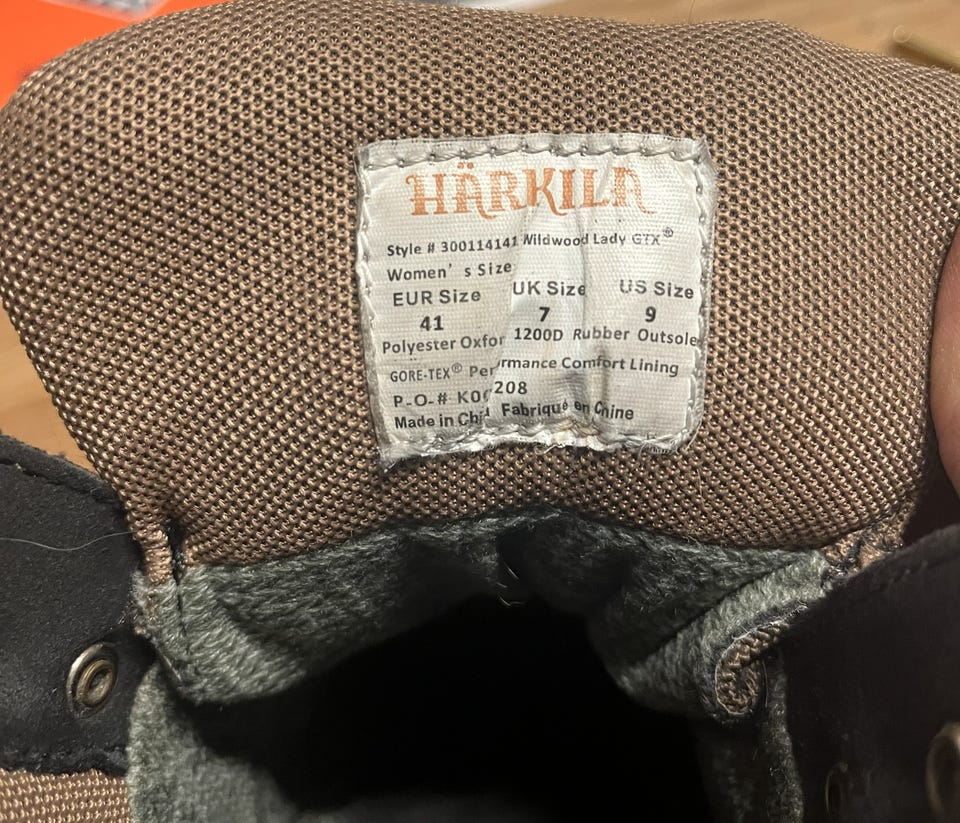 HÄRKILA
Style # 300114141 Wildwood Lady GTX®
Women's Size
EUR Size UK Size US Size
41 7 9
Polyester Oxfor 1200D Rubber Outsole
GORE-TEX® Performance Comfort Lining
P.O.# 208
Made in Chi Fabriqué en Chine